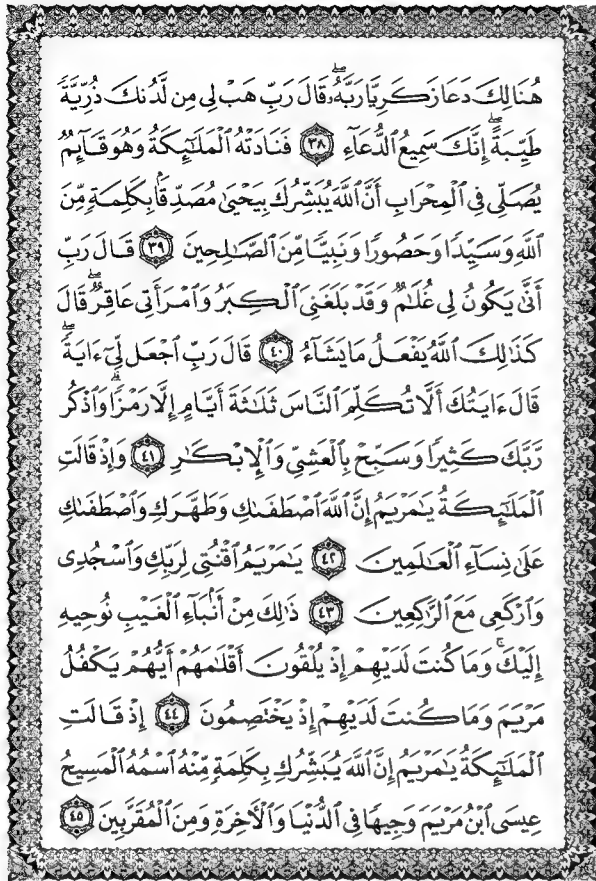 هُنَالِكَ دَعَا زَكَرِيَّا رَبَّهُۥۖ قَالَ رَبِّ هَبْ لِى مِن لَّدُنكَ ذُرِّيَّةً
طَيِّبَةًۖ إِنَّكَ سَمِيعُ ٱلدُّعَآءِ ٣٨ فَنَادَتْهُ ٱلْمَلَٰٓئِكَةُ وَهُوَ قَآئِمٌ
يُصَلِّى فِى ٱلْمِحْرَابِ أَنَّ ٱللَّهَ يُبَشِّرُكَ بِيَحْيَىٰ مُصَدِّقًۢا بِكَلِمَةٍ مِّنَ
ٱللَّهِ وَسَيِّدًا وَحَصُورًا وَنَبِيًّا مِّنَ ٱلصَّٰلِحِينَ ٣٩ قَالَ رَبِّ
أَنَّىٰ يَكُونُ لِى غُلَٰمٌ وَقَدْ بَلَغَنِىَ ٱلْكِبَرُ وَٱمْرَأَتِى عَاقِرٌۖ قَالَ
كَذَٰلِكَ ٱللَّهُ يَفْعَلُ مَا يَشَآءُ ٤٠ قَالَ رَبِّ ٱجْعَل لِّىٓ ءَايَةًۖ
قَالَ ءَايَتُكَ أَلَّا تُكَلِّمَ ٱلنَّاسَ ثَلَٰثَةَ أَيَّامٍ إِلَّا رَمْزًاۗ وَٱذْكُر
رَّبَّكَ كَثِيرًا وَسَبِّحْ بِٱلْعَشِىِّ وَٱلْإِبْكَٰرِ ٤١ وَإِذْ قَالَتِ
ٱلْمَلَٰٓئِكَةُ يَٰمَرْيَمُ إِنَّ ٱللَّهَ ٱصْطَفَىٰكِ وَطَهَّرَكِ وَٱصْطَفَىٰكِ
عَلَىٰ نِسَآءِ ٱلْعَٰلَمِينَ ٤٢ يَٰمَرْيَمُ ٱقْنُتِى لِرَبِّكِ وَٱسْجُدِى
وَٱرْكَعِى مَعَ ٱلرَّٰكِعِينَ ٤٣ ذَٰلِكَ مِنْ أَنۢبَآءِ ٱلْغَيْبِ نُوحِيهِ
إِلَيْكَۚ وَمَا كُنتَ لَدَيْهِمْ إِذْ يُلْقُونَ أَقْلَٰمَهُمْ أَيُّهُمْ يَكْفُلُ
مَرْيَمَ وَمَا كُنتَ لَدَيْهِمْ إِذْ يَخْتَصِمُونَ ٤٤ إِذْ قَالَتِ
ٱلْمَلَٰٓئِكَةُ يَٰمَرْيَمُ إِنَّ ٱللَّهَ يُبَشِّرُكِ بِكَلِمَةٍ مِّنْهُ ٱسْمُهُ ٱلْمَسِيحُ
عِيسَى ٱبْنُ مَرْيَمَ وَجِيهًا فِى ٱلدُّنْيَا وَٱلْءَاخِرَةِ وَمِنَ ٱلْمُقَرَّبِينَ ٤٥